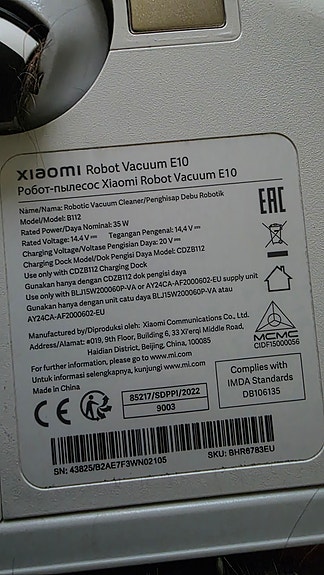 xiaomi Robot Vacuum E10
Робот-пылесос Xiaomi Robot Vacuum E10
Name/Nama: Robotic Vacuum Cleaner/Penghisap Debu Robotik
Model/Model: B112
Rated Power/Daya Nominal: 35 W
Rated Voltage: 14.4 V⎓ Tegangan Pengenal: 14,4 V⎓
Charging Voltage/Voltase Pengisian Daya: 20 V⎓
Charging Dock Model/Dok Pengisi Daya Model: CDZB112
Use only with CDZB112 Charging Dock
Gunakan hanya dengan CDZB112 dok pengisi daya
Use only with BLJ15W200060P-VA or AY24CA-AF2000602-EU supply unit
Gunakan hanya dengan unit catu daya BLJ15W200060P-VA atau
AY24CA-AF2000602-EU
Manufactured by/Diproduksi oleh: Xiaomi Communications Co., Ltd.
Address/Alamat: #019, 9th Floor, Building 6, 33 Xi'erqi Middle Road,
Haidian District, Beijing, China, 100085
For further information, please go to www.mi.com
Untuk informasi selengkapnya, kunjungi www.mi.com
Made in China
EAC
MCMC
CIDF15000056
CE
85217/SDPPI/2022
9003
Complies with
IMDA Standards
DB106135
SN: 43825/B2AE7F3WN02105
SKU: BHR6783EU